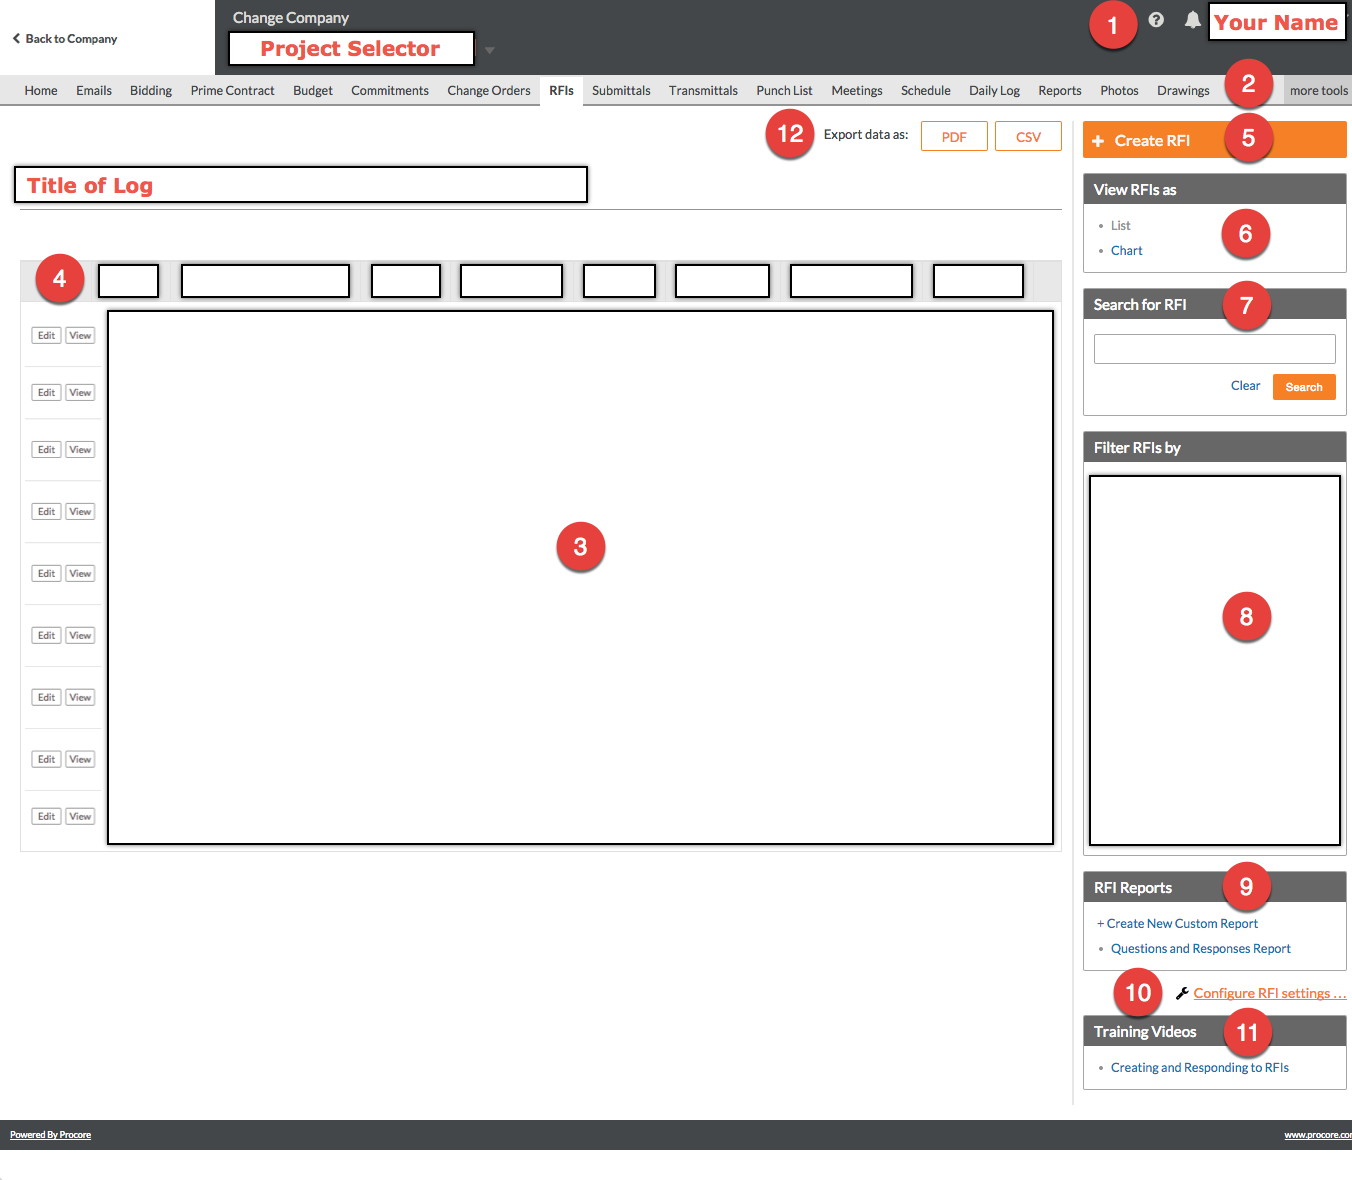 Change Company
Back to Company
Project Selector
1
?
Your Name
Home Emails Bidding Prime Contract Budget Commitments Change Orders RFIs Submittals Transmittals Punch List Meetings Schedule Daily Log Reports Photos Drawings 2 more tools
12 Export data as: PDF CSV
+ Create RFI 5
Title of Log
View RFIs as
List
Chart
6
4
Search for RFI 7
Clear Search
Edit View
Edit View
Edit View
Edit View
Edit View
Edit View
Edit View
Edit View
Edit View
3
Filter RFIs by
8
RFI Reports 9
+ Create New Custom Report
Questions and Responses Report
10 Configure RFI settings ...
Training Videos 11
Creating and Responding to RFIs
Powered By Procore
www.procore.co